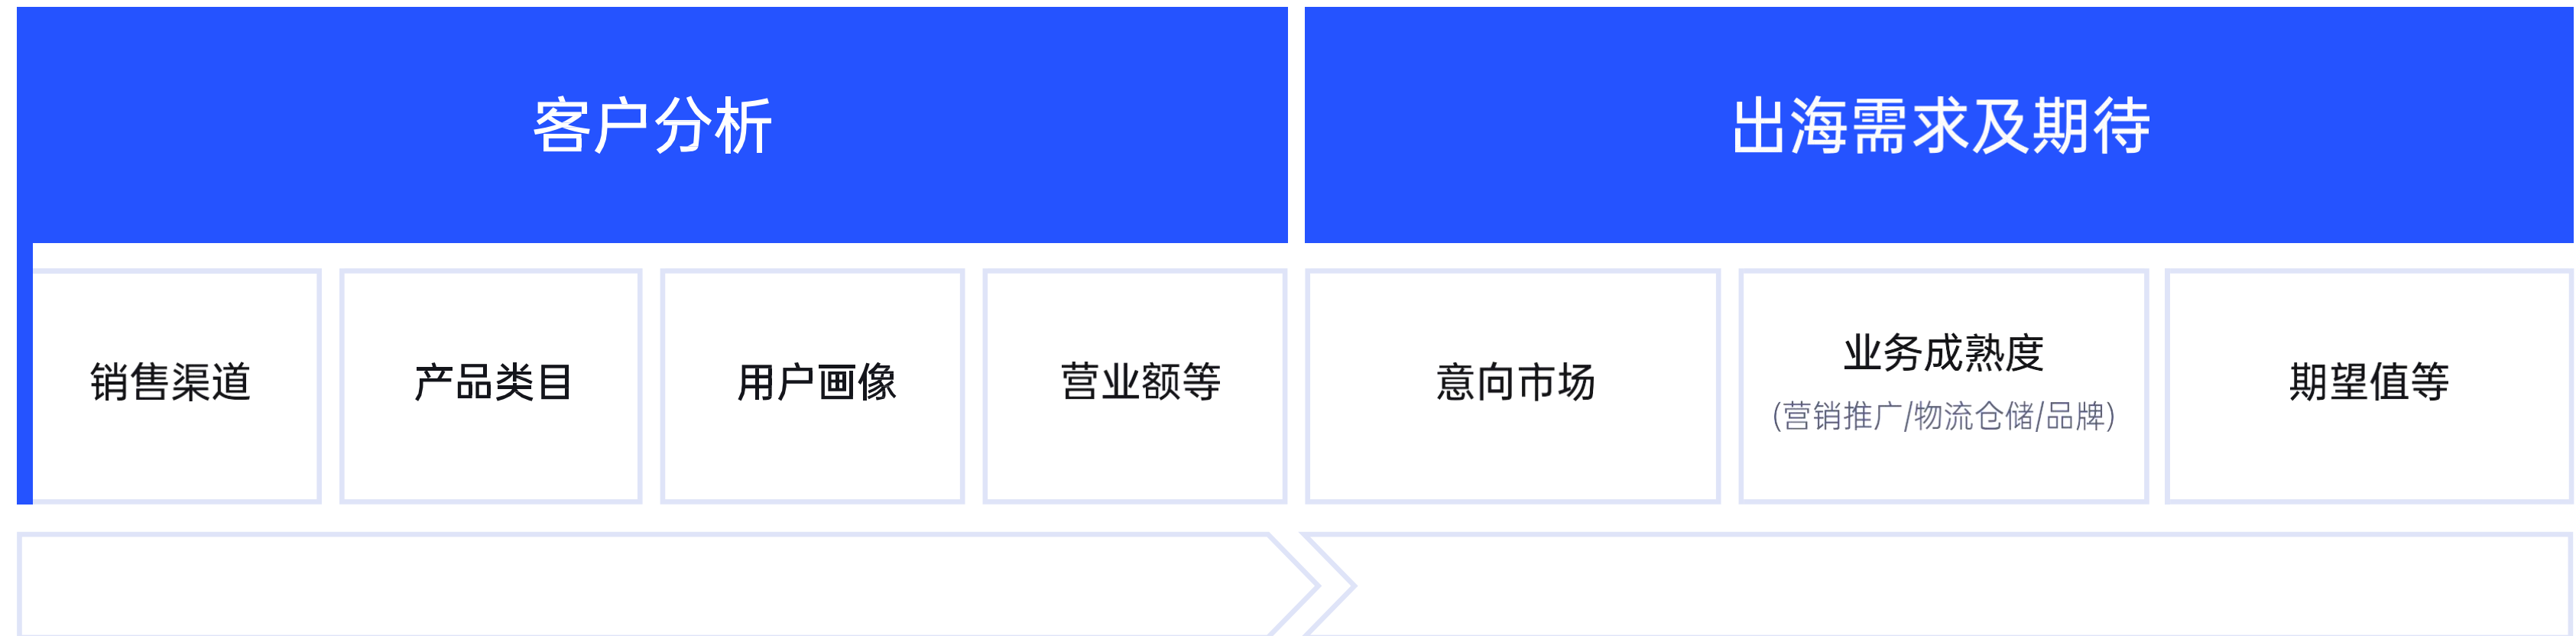 客户分析
出海需求及期待
销售渠道
产品类目
用户画像
营业额等
意向市场
业务成熟度
(营销推广/物流仓储/品牌)
期望值等